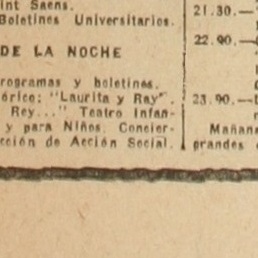 int Saens.
Boletines Universitarios.
DE LA NOCHE
rogramas y boletines.
órico: "Laurita y Ray".
Rey..." Teatro Infan-
y para Niños. Concier-
cción de Acción Social.
21.30.—
22.00.—
23.00.—
Mañana
grandes